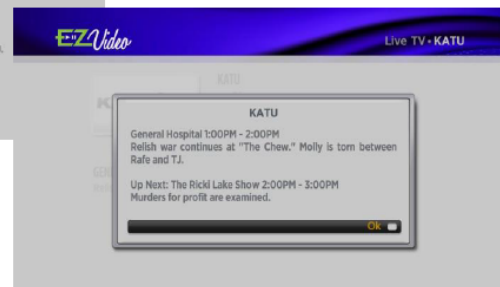 EZVideo
Live TV • KATU
KATU
KATU
General Hospital 1:00PM - 2:00PM
Relish war continues at "The Chew." Molly is torn between
Rafe and TJ.
Up Next: The Ricki Lake Show 2:00PM - 3:00PM
Murders for profit are examined.
Ok